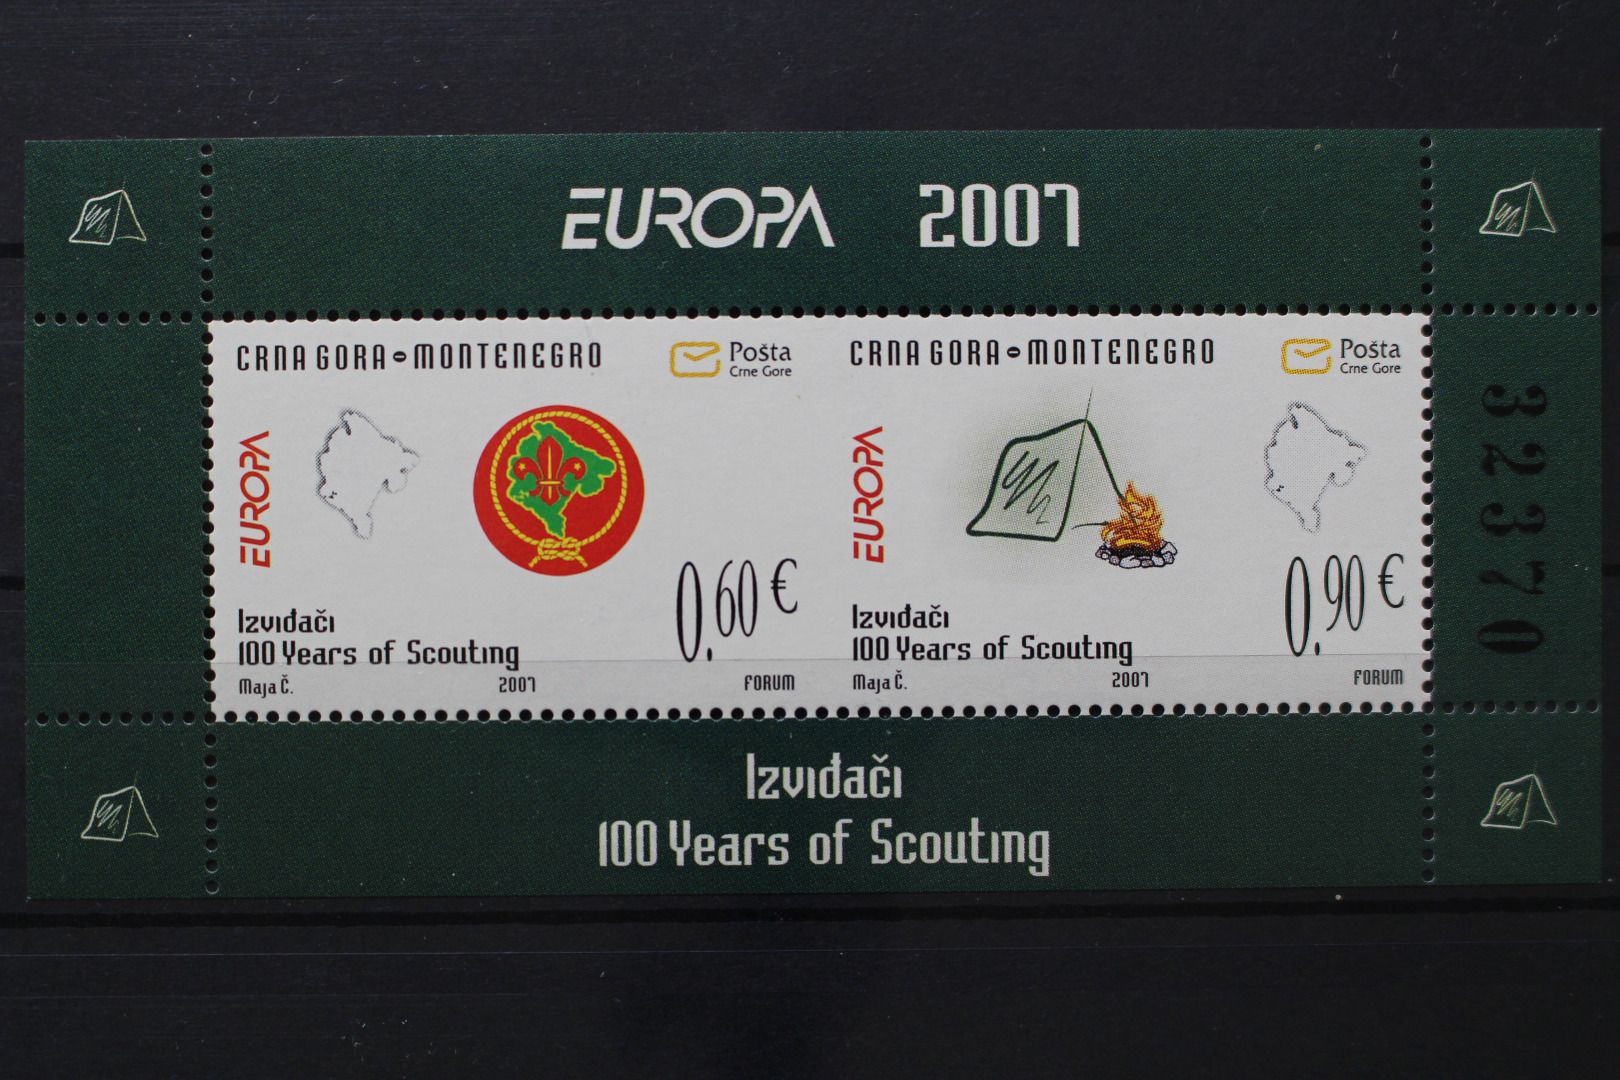 EUROPA 2007
CRNA GORA - MONTENEGRO
Pošta
Crne Gore
EUROPA
0.60 €
Izviđači
100 Years of Scouting
Maja Č. 2007 FORUM
CRNA GORA - MONTENEGRO
Pošta
Crne Gore
EUROPA
0.90 €
Izviđači
100 Years of Scouting
Maja Č. 2007 FORUM
32370
Izviđači
100 Years of Scouting